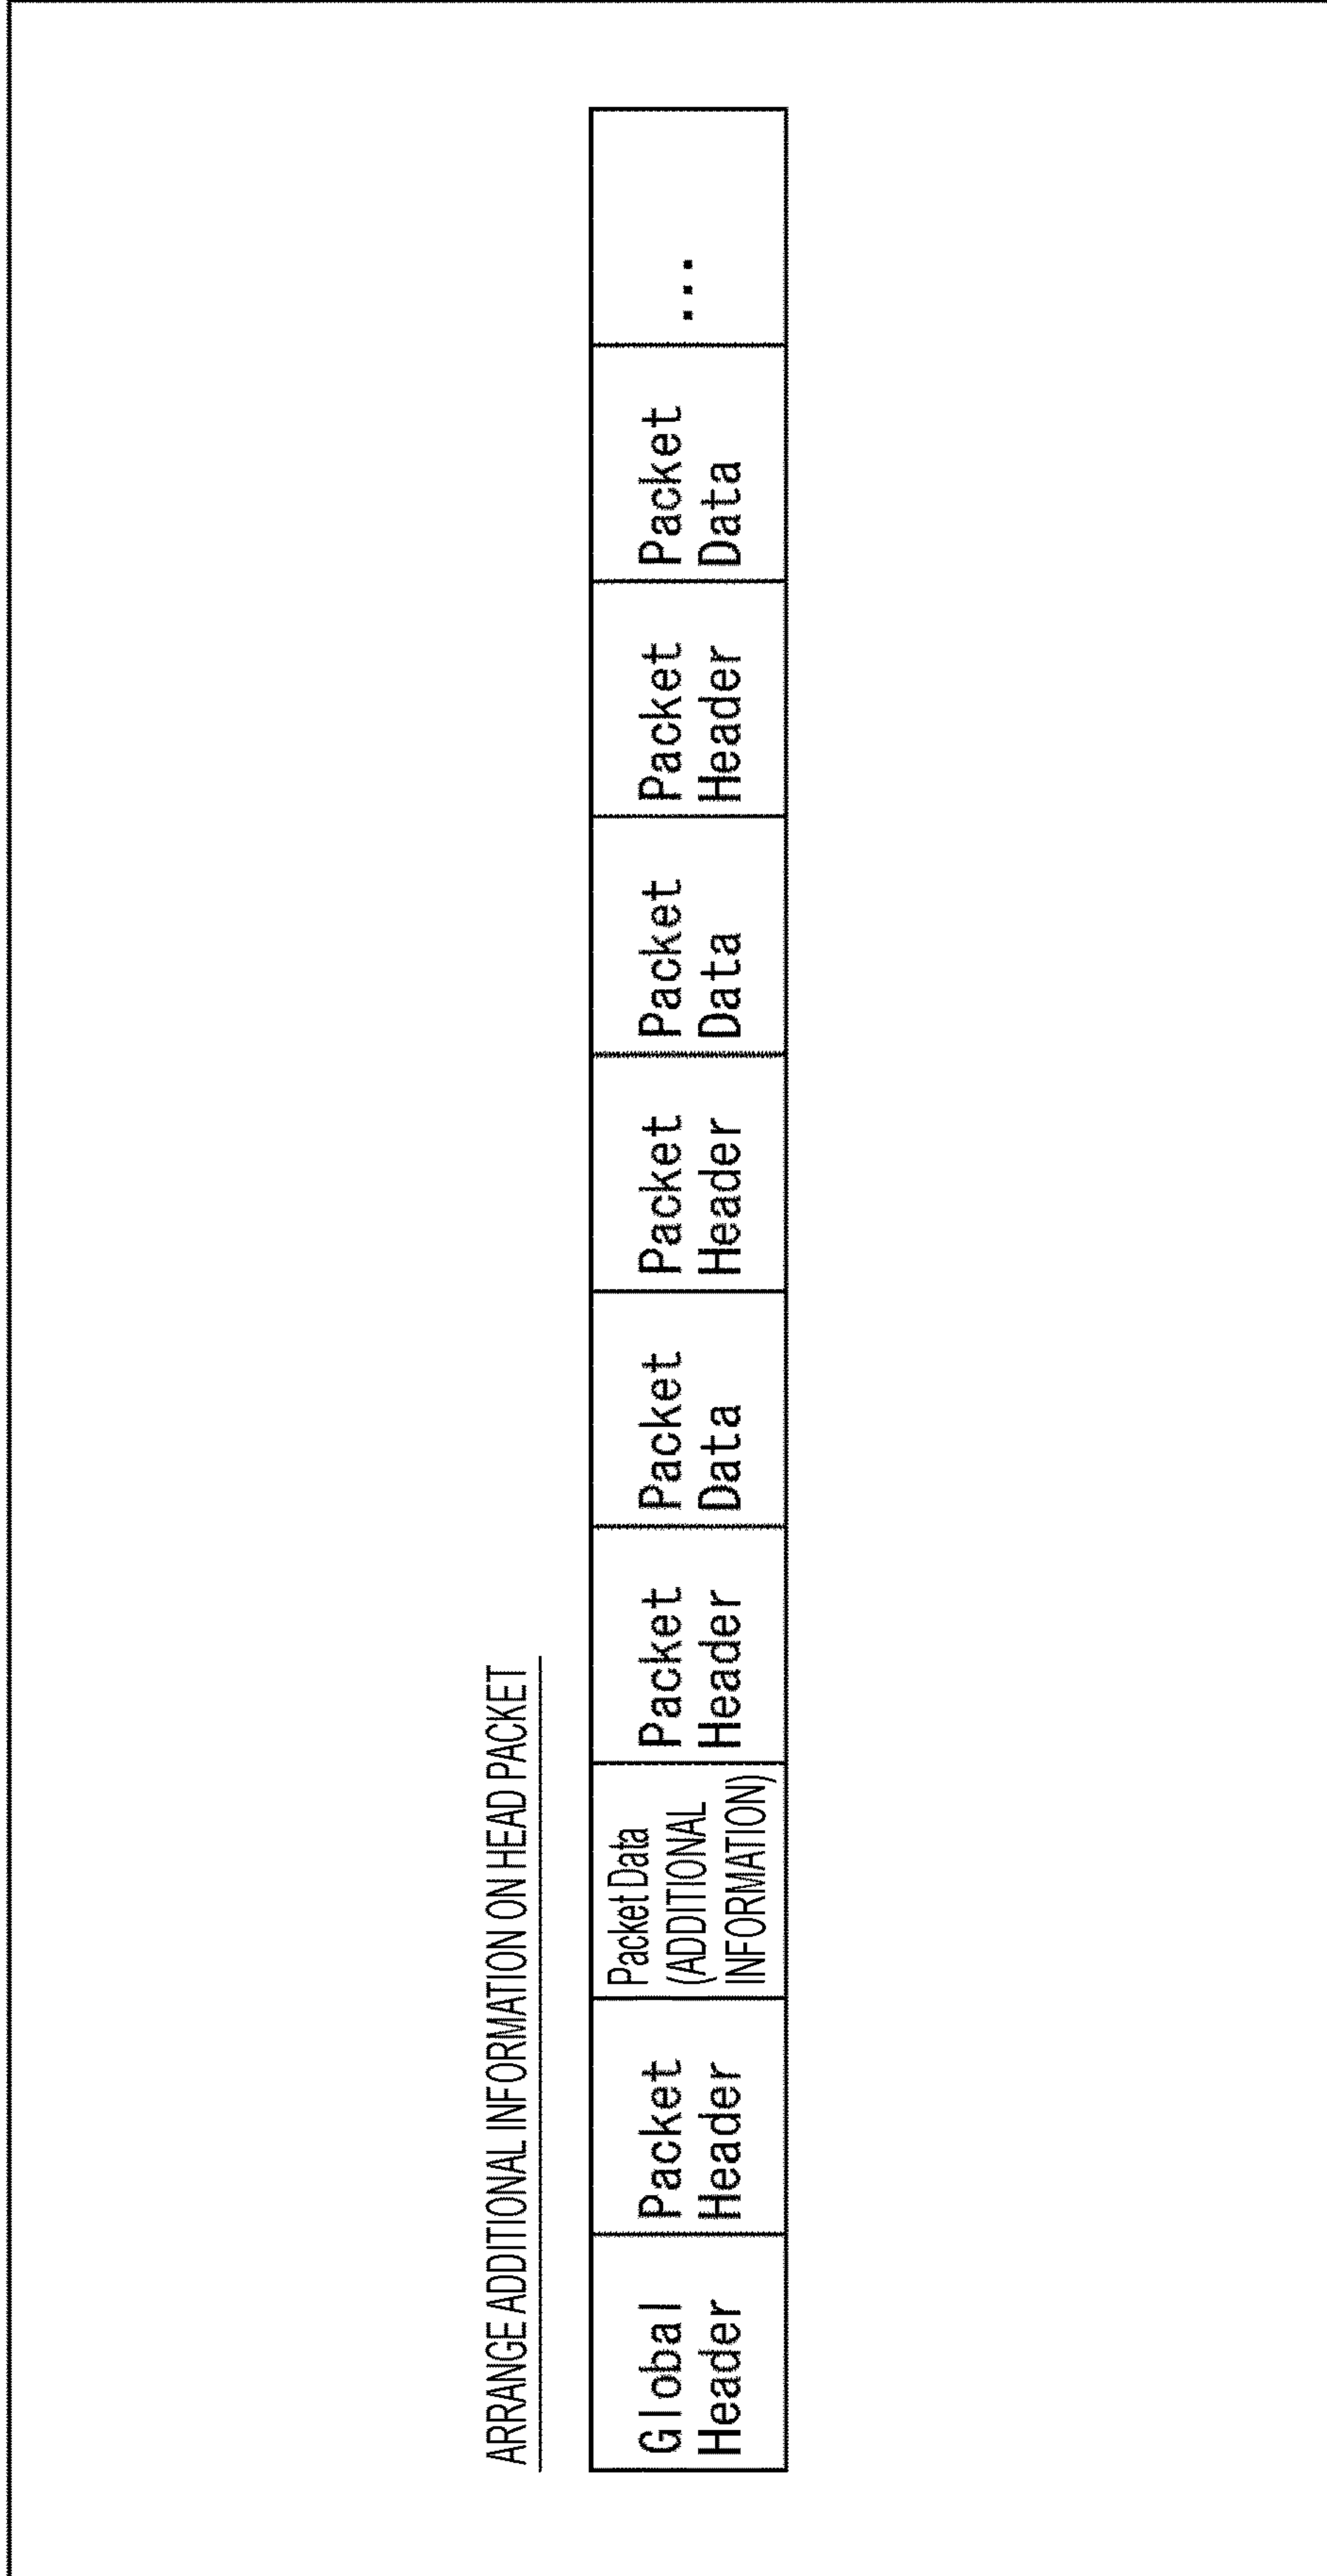 ARRANGE ADDITIONAL INFORMATION ON HEAD PACKET
Global
Header
Packet
Header
Packet Data
(ADDITIONAL
INFORMATION)
Packet
Header
Packet
Data
Packet
Header
Packet
Data
Packet
Header
Packet
Data
...